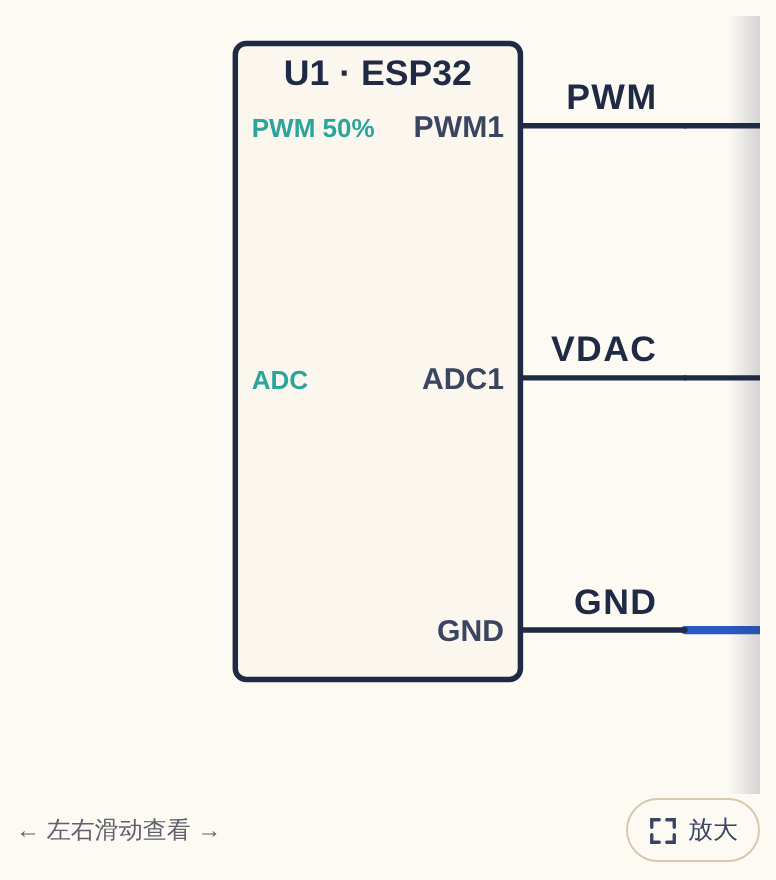 U1 · ESP32
PWM 50% PWM1 PWM
ADC ADC1 VDAC
GND GND
← 左右滑动查看 →
放大